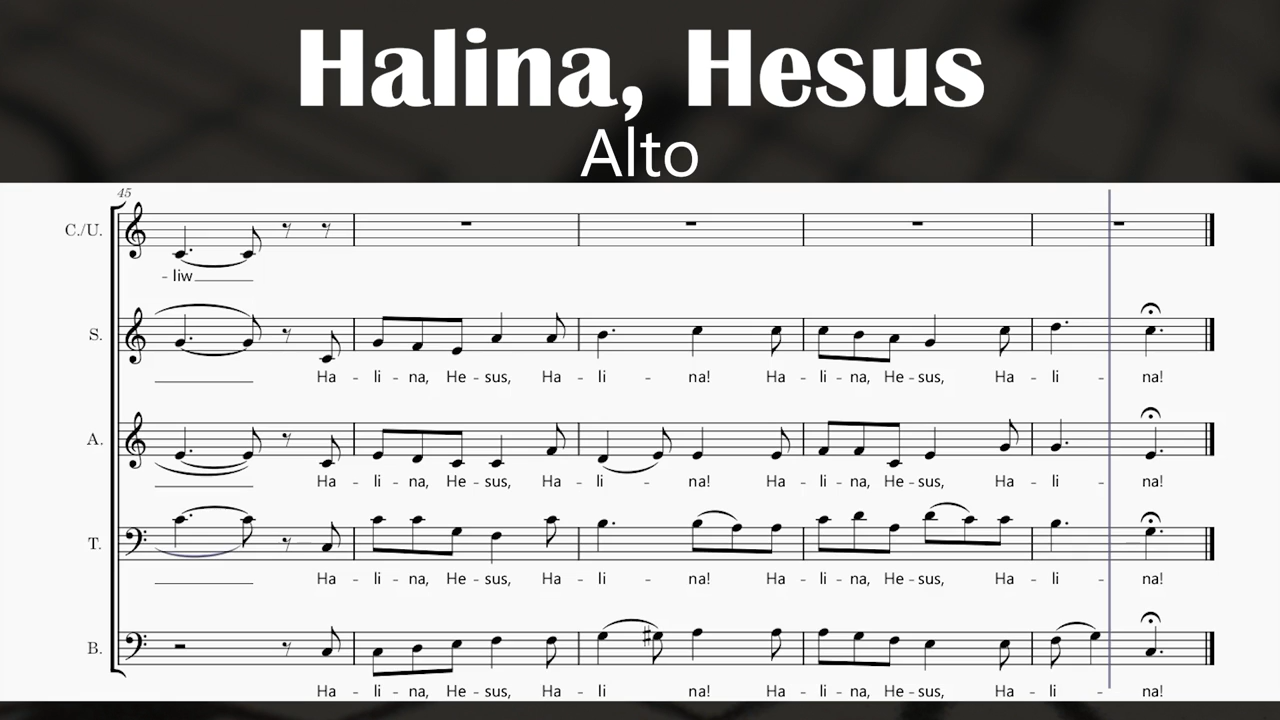 Halina, Hesus
Alto
45
C./U.
- liw
S.
Ha - li - na, He - sus, Ha - li - na! Ha - li - na, He - sus, Ha - li - na!
A.
Ha - li - na, He - sus, Ha - li - na! Ha - li - na, He - sus, Ha - li - na!
T.
Ha - li - na, He - sus, Ha - li - na! Ha - li - na, He - sus, Ha - li - na!
B.
Ha - li - na, He - sus, Ha - li na! Ha - li - na, He - sus, Ha - li - na!